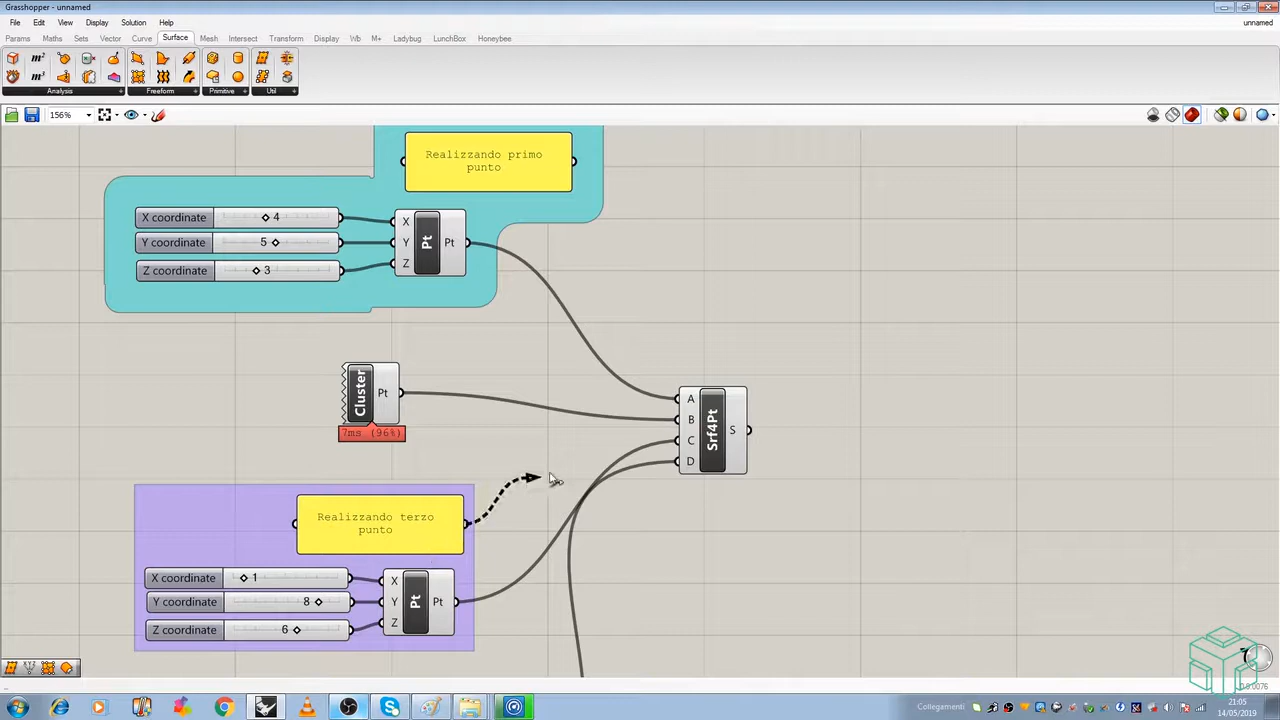 Grasshopper - unnamed
File Edit View Display Solution Help
unnamed
Params Maths Sets Vector Curve Surface Mesh Intersect Transform Display Wb M+ Ladybug LunchBox Honeybee
Analysis Freeform Primitive Util
156%
Realizzando primo
punto
X coordinate 4
Y coordinate 5
Z coordinate 3
X
Y
Z
Pt
Pt
Cluster
Pt
7ms (96%)
A
B
C
D
Srf4Pt
S
Realizzando terzo
punto
X coordinate 1
Y coordinate 8
Z coordinate 6
X
Y
Z
Pt
Pt
Collegamenti
21:05
14/05/2019